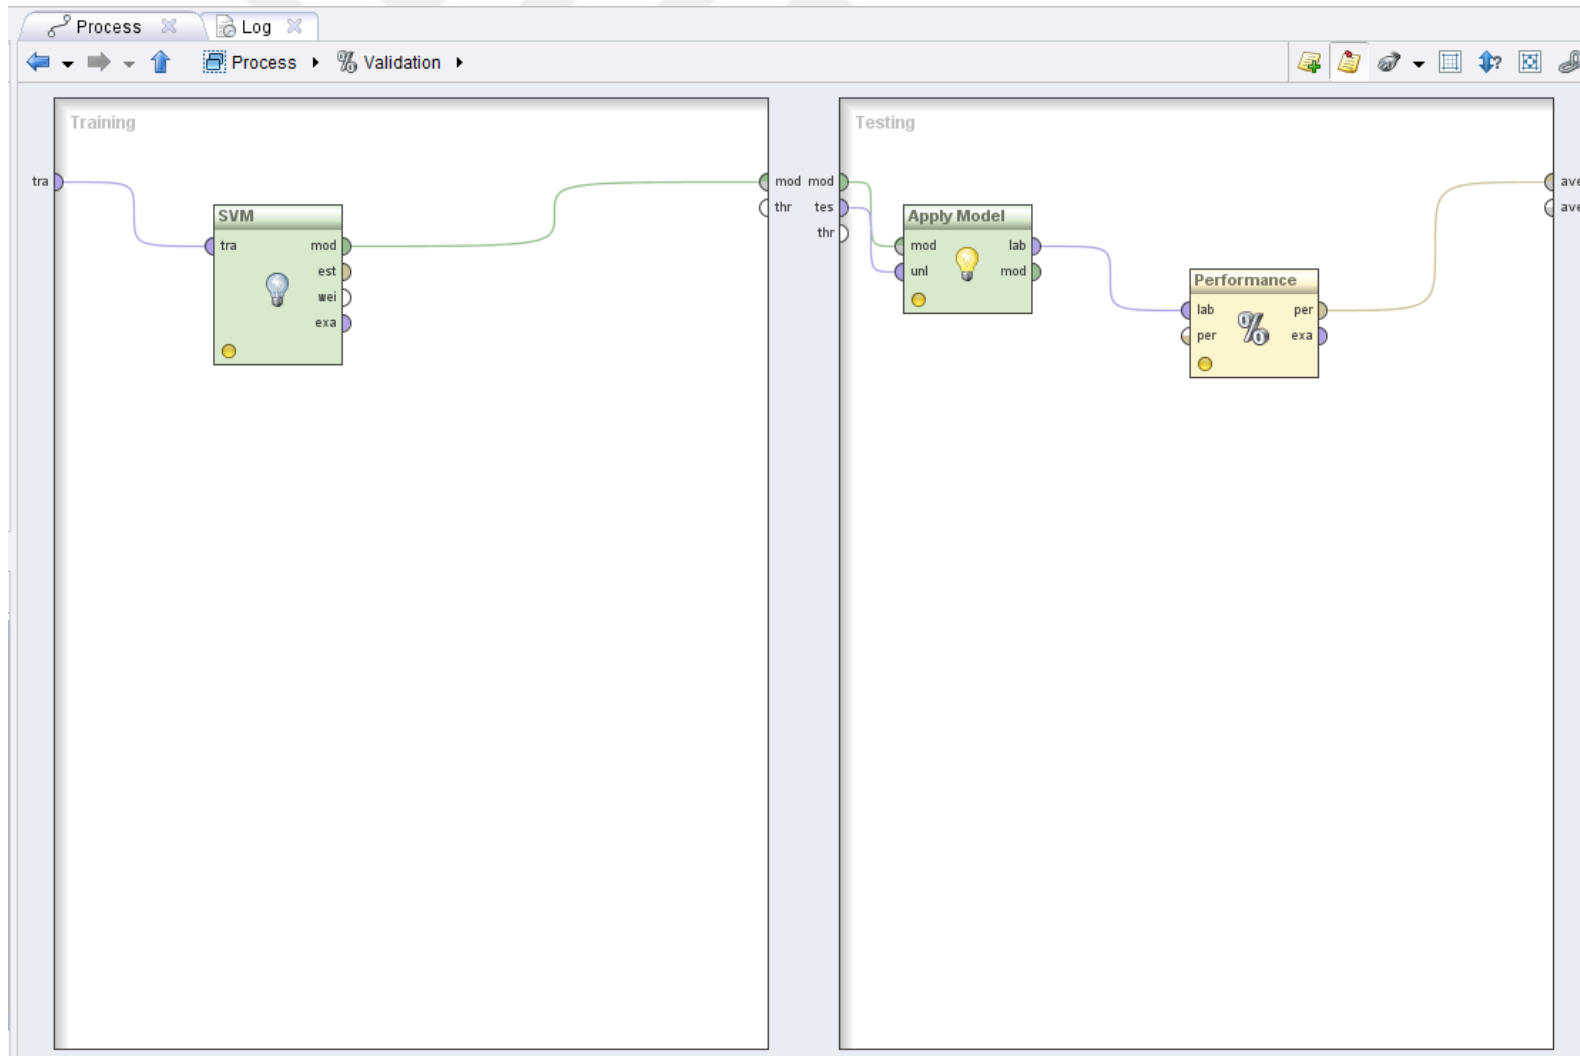 Process Log
Process Validation
Training
tra
SVM
tra mod
est
wei
exa
mod
thr
Testing
mod
tes
thr
Apply Model
mod lab
unl mod
Performance
lab per
per exa
ave
ave